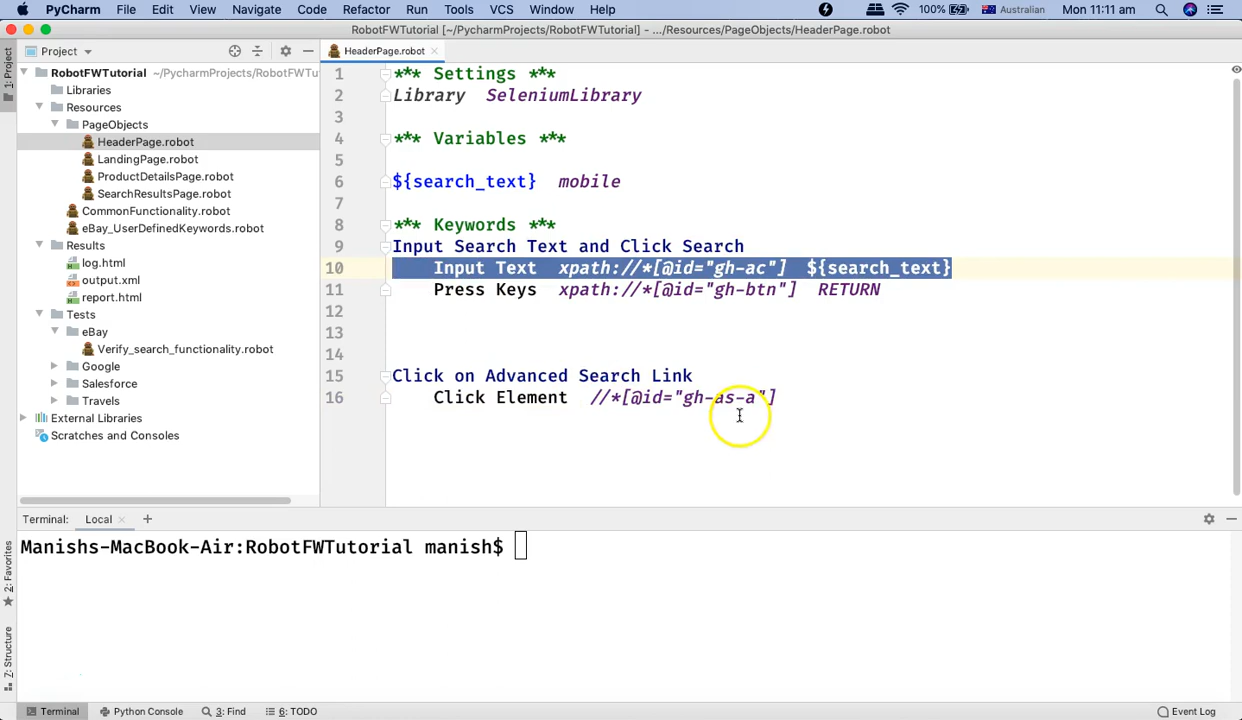 PyCharm File Edit View Navigate Code Refactor Run Tools VCS Window Help 100% Australian Mon 11:11 am
RobotFWTutorial [~/PycharmProjects/RobotFWTutorial] - .../Resources/PageObjects/HeaderPage.robot
Project
HeaderPage.robot
1: Project
RobotFWTutorial ~/PycharmProjects/RobotFWTu
Libraries
Resources
PageObjects
HeaderPage.robot
LandingPage.robot
ProductDetailsPage.robot
SearchResultsPage.robot
CommonFunctionality.robot
eBay_UserDefinedKeywords.robot
Results
log.html
output.xml
report.html
Tests
eBay
Verify_search_functionality.robot
Google
Salesforce
Travels
External Libraries
Scratches and Consoles
1 *** Settings ***
2 Library SeleniumLibrary
3
4 *** Variables ***
5
6 ${search_text} mobile
7
8 *** Keywords ***
9 Input Search Text and Click Search
10 Input Text xpath://*[@id="gh-ac"] ${search_text}
11 Press Keys xpath://*[@id="gh-btn"] RETURN
12
13
14
15 Click on Advanced Search Link
16 Click Element //*[@id="gh-as-a"]
Terminal: Local
Manishs-MacBook-Air:RobotFWTutorial manish$
2: Favorites
Z: Structure
Terminal Python Console 3: Find 6: TODO Event Log